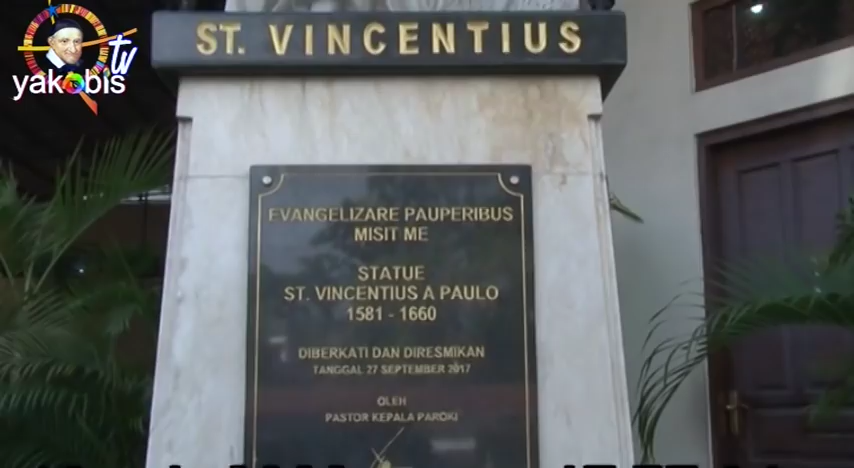 yakobis tv
ST. VINCENTIUS
EVANGELIZARE PAUPERIBUS
MISIT ME
STATUE
ST. VINCENTIUS A PAULO
1581 - 1660
DIBERKATI DAN DIRESMIKAN
TANGGAL 27 SEPTEMBER 2017
OLEH
PASTOR KEPALA PAROKI